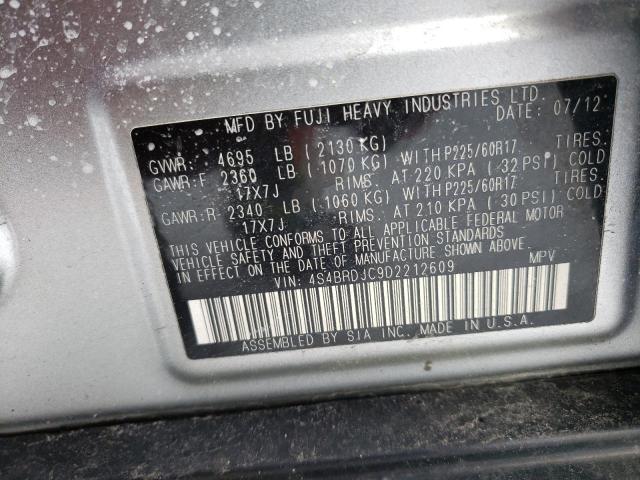 MFD BY FUJI HEAVY INDUSTRIES LTD. DATE: 07/12
GVWR: 4695 LB (2130 KG)
GAWR:F 2360 LB (1070 KG) WITH P225/60R17 TIRES.
17X7J RIMS. AT 220 KPA (32 PSI) COLD
GAWR:R 2340 LB (1060 KG) WITH P225/60R17 TIRES.
17X7J RIMS. AT 210 KPA (30 PSI) COLD
THIS VEHICLE CONFORMS TO ALL APPLICABLE FEDERAL MOTOR
VEHICLE SAFETY AND THEFT PREVENTION STANDARDS
IN EFFECT ON THE DATE OF MANUFACTURE SHOWN ABOVE.
VIN: 4S4BRDJC9D2212609 MPV
ASSEMBLED BY SIA INC. MADE IN U.S.A.